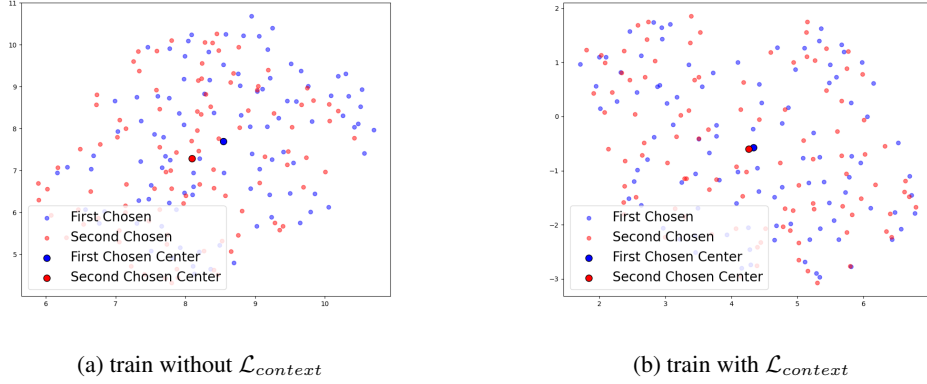 11
10
9
8
7
6
5
6
7
8
9
10
First Chosen
Second Chosen
First Chosen Center
Second Chosen Center
(a) train without L_context
2
1
0
−1
−2
−3
2
3
4
5
6
First Chosen
Second Chosen
First Chosen Center
Second Chosen Center
(b) train with L_context